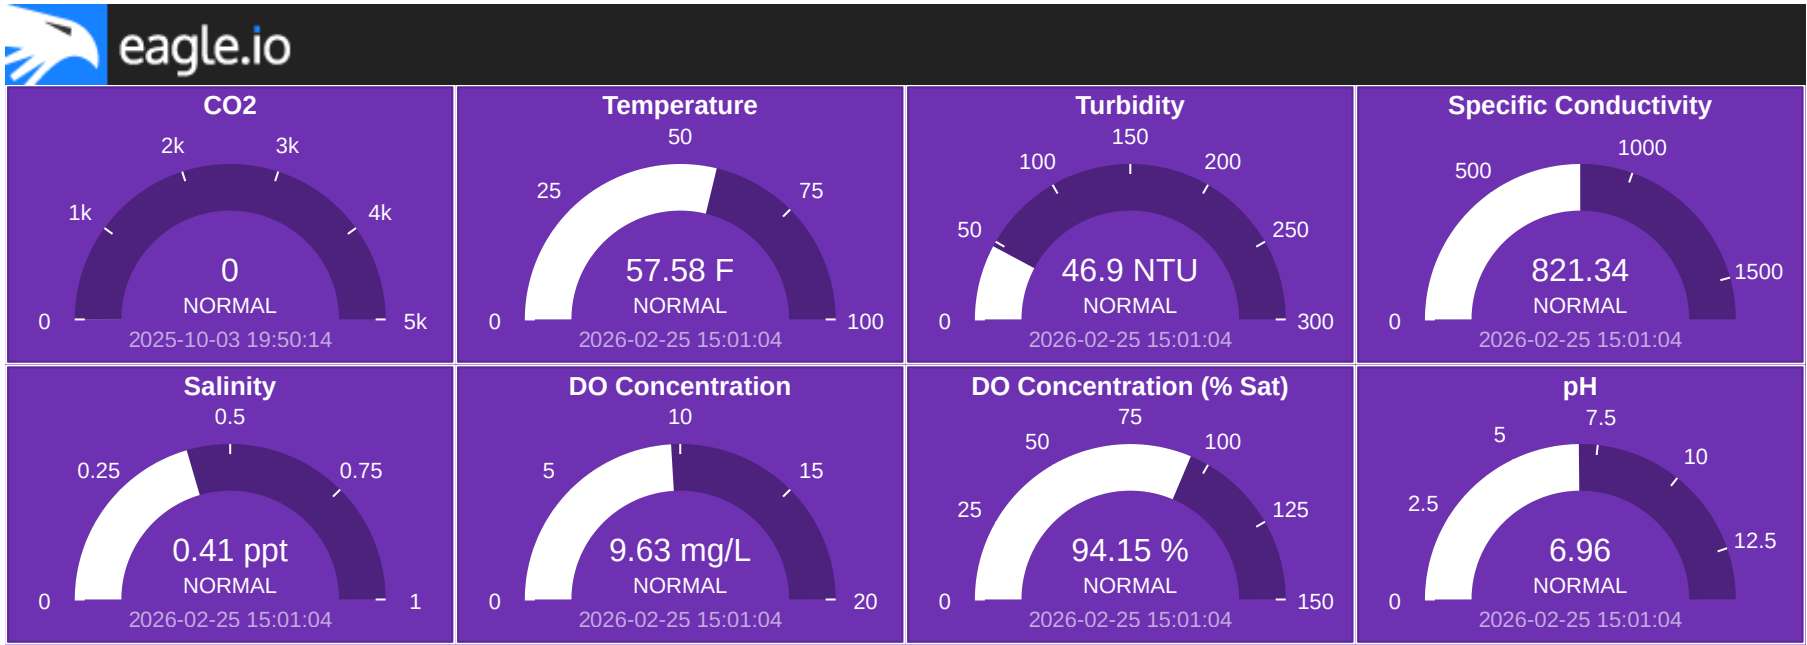 eagle.io
CO2
0
1k
2k
3k
4k
5k
0
NORMAL
2025-10-03 19:50:14
Temperature
0
25
50
75
100
57.58 F
NORMAL
2026-02-25 15:01:04
Turbidity
0
50
100
150
200
250
300
46.9 NTU
NORMAL
2026-02-25 15:01:04
Specific Conductivity
0
500
1000
1500
821.34
NORMAL
2026-02-25 15:01:04
Salinity
0
0.25
0.5
0.75
1
0.41 ppt
NORMAL
2026-02-25 15:01:04
DO Concentration
0
5
10
15
20
9.63 mg/L
NORMAL
2026-02-25 15:01:04
DO Concentration (% Sat)
0
25
50
75
100
125
150
94.15 %
NORMAL
2026-02-25 15:01:04
pH
0
2.5
5
7.5
10
12.5
6.96
NORMAL
2026-02-25 15:01:04